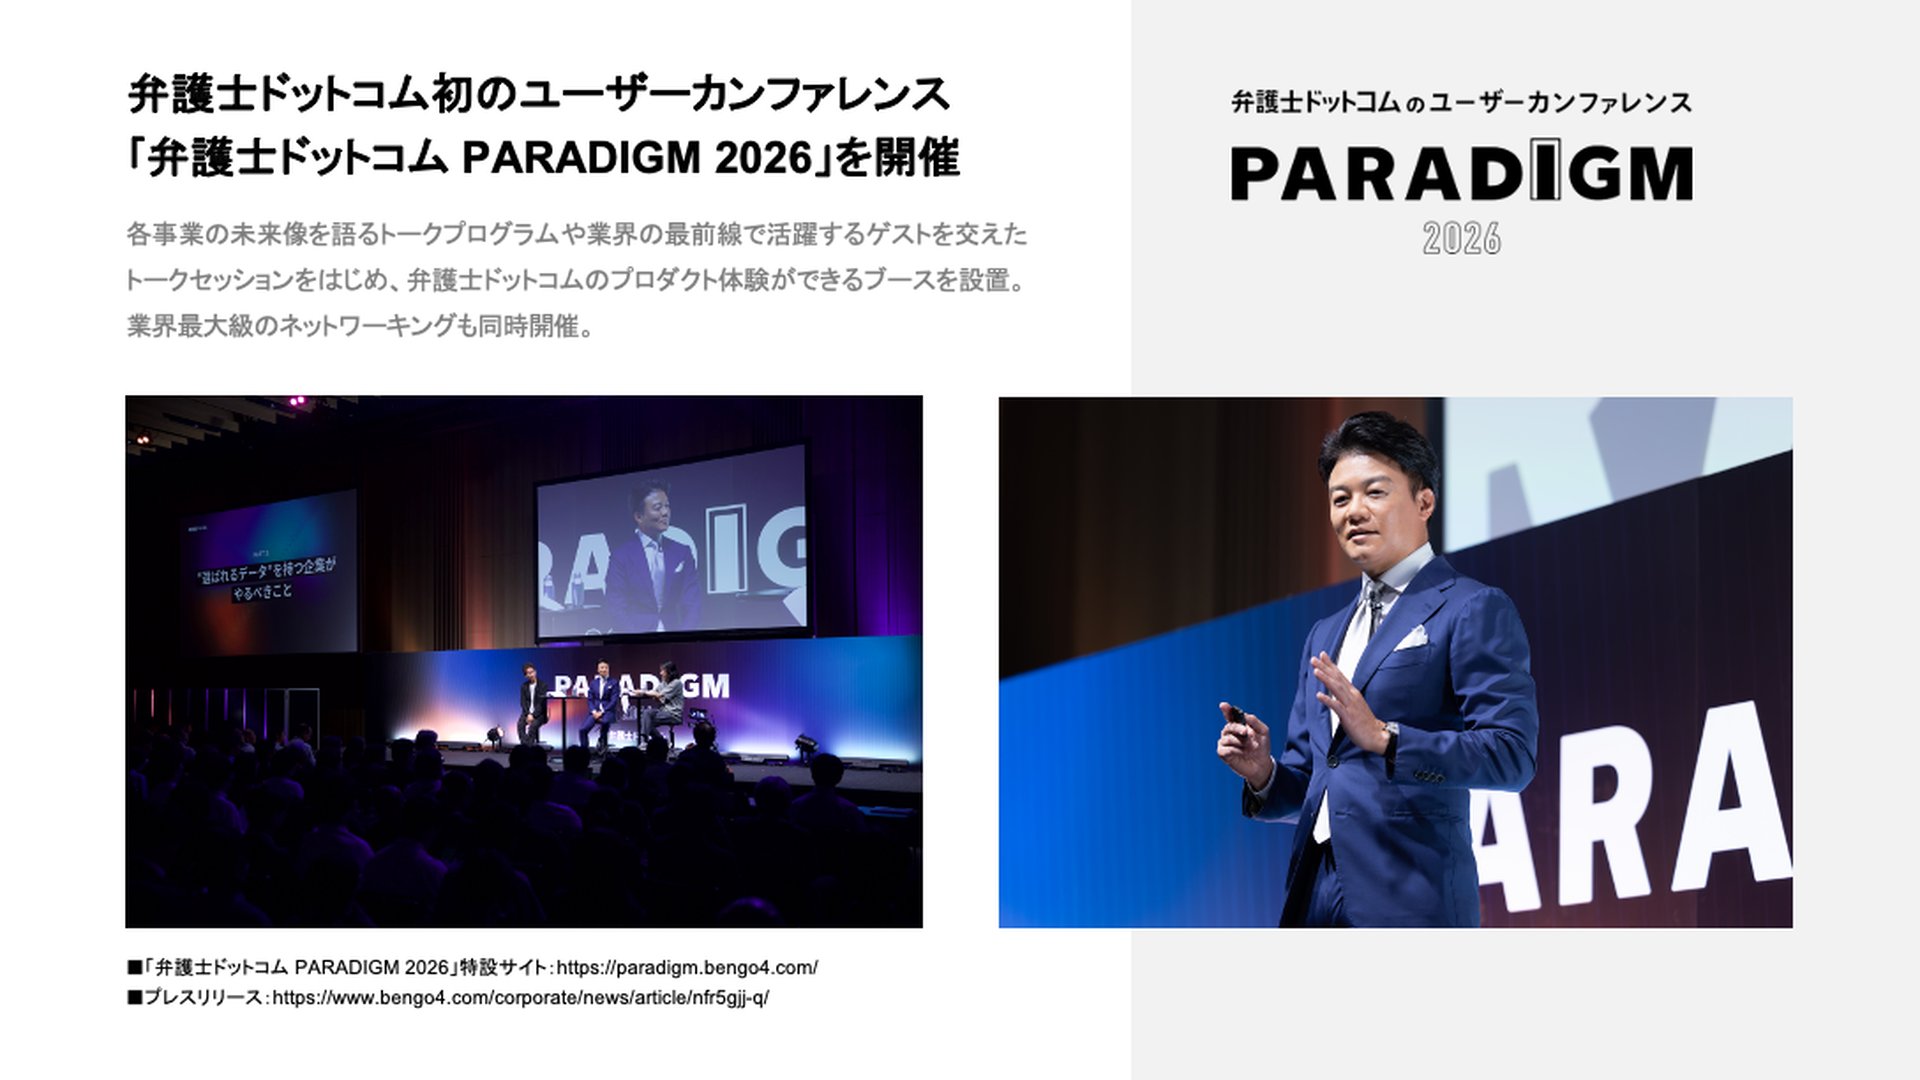 弁護士ドットコム初のユーザーカンファレンス
「弁護士ドットコム PARADIGM 2026」を開催
各事業の未来像を語るトークプログラムや業界の最前線で活躍するゲストを交えた
トークセッションをはじめ、弁護士ドットコムのプロダクト体験ができるブースを設置。
業界最大級のネットワーキングも同時開催。
弁護士ドットコムのユーザーカンファレンス
PARADIGM
2026
"選ばれるデータ"を持つ企業が
やるべきこと
RADIG
PARADIGM
ARA
■「弁護士ドットコム PARADIGM 2026」特設サイト：https://paradigm.bengo4.com/
■プレスリリース：https://www.bengo4.com/corporate/news/article/nfr5gjj-q/